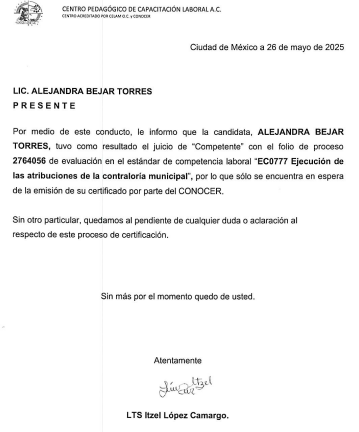 CENTRO PEDAGÓGICO DE CAPACITACIÓN LABORAL A.C.
CENTRO ACREDITADO POR CELAM O.C. y CONOCER
Ciudad de México a 26 de mayo de 2025
LIC. ALEJANDRA BEJAR TORRES
P R E S E N T E
Por medio de este conducto, le informo que la candidata, ALEJANDRA BEJAR
TORRES, tuvo como resultado el juicio de “Competente” con el folio de proceso
2764056 de evaluación en el estándar de competencia laboral “EC0777 Ejecución de
las atribuciones de la contraloría municipal”, por lo que sólo se encuentra en espera
de la emisión de su certificado por parte del CONOCER.
Sin otro particular, quedamos al pendiente de cualquier duda o aclaración al
respecto de este proceso de certificación.
Sin más por el momento quedo de usted.
Atentamente
Itzel
LTS Itzel López Camargo.